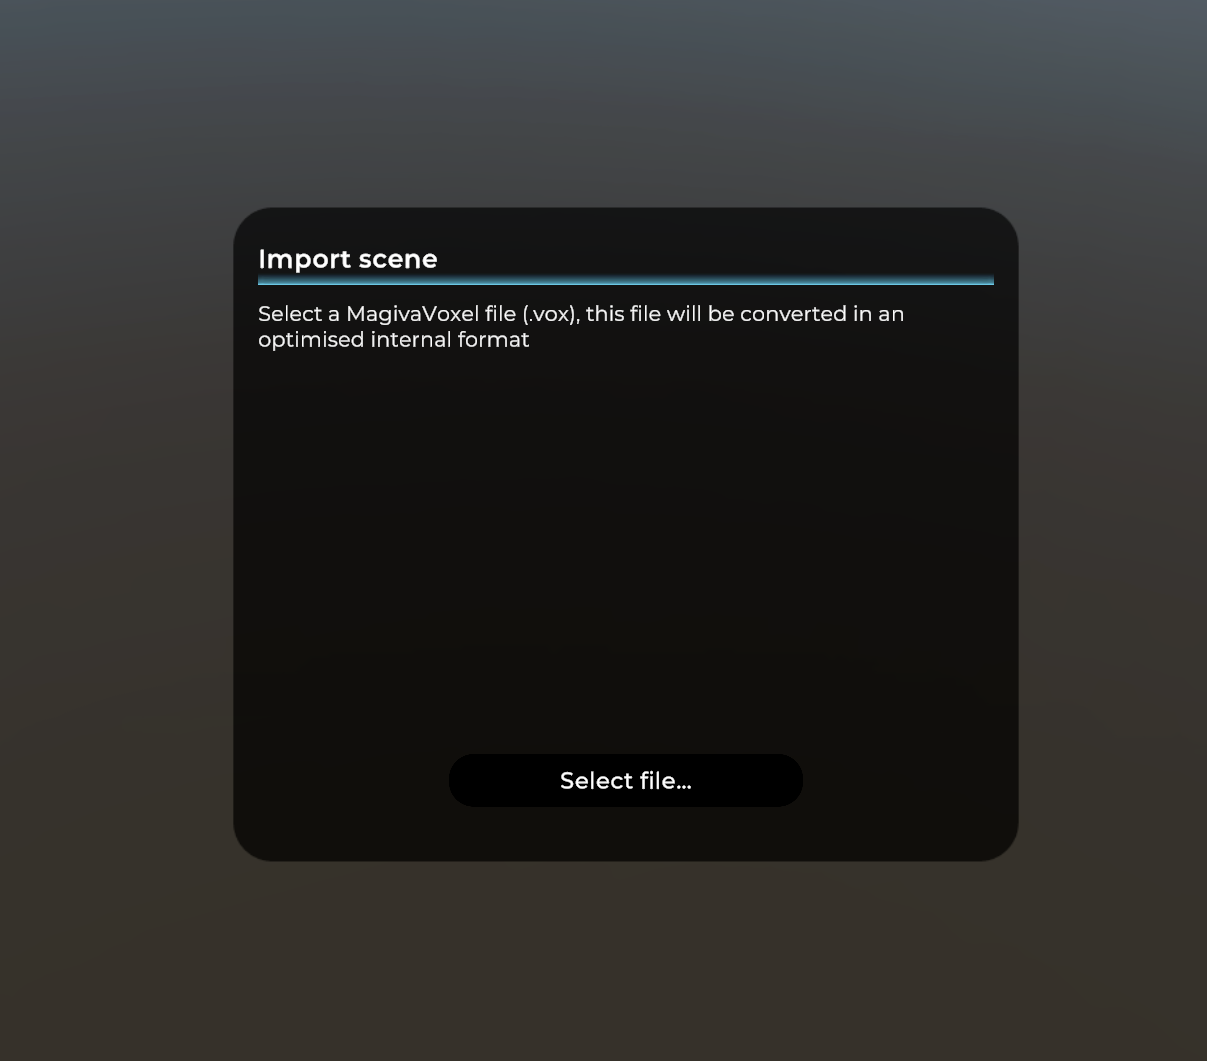 Import scene
Select a MagivaVoxel file (.vox), this file will be converted in an
optimised internal format
Select file...